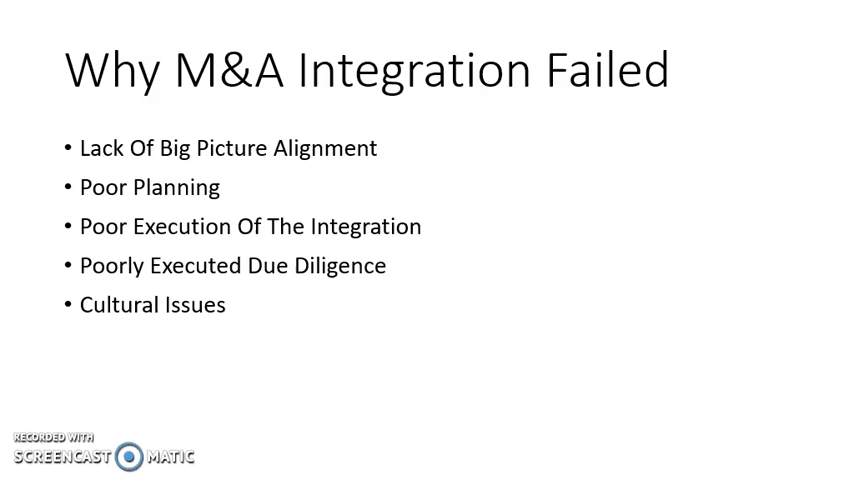 Why M&A Integration Failed
• Lack Of Big Picture Alignment
• Poor Planning
• Poor Execution Of The Integration
• Poorly Executed Due Diligence
• Cultural Issues
RECORDED WITH
SCREENCAST MATIC